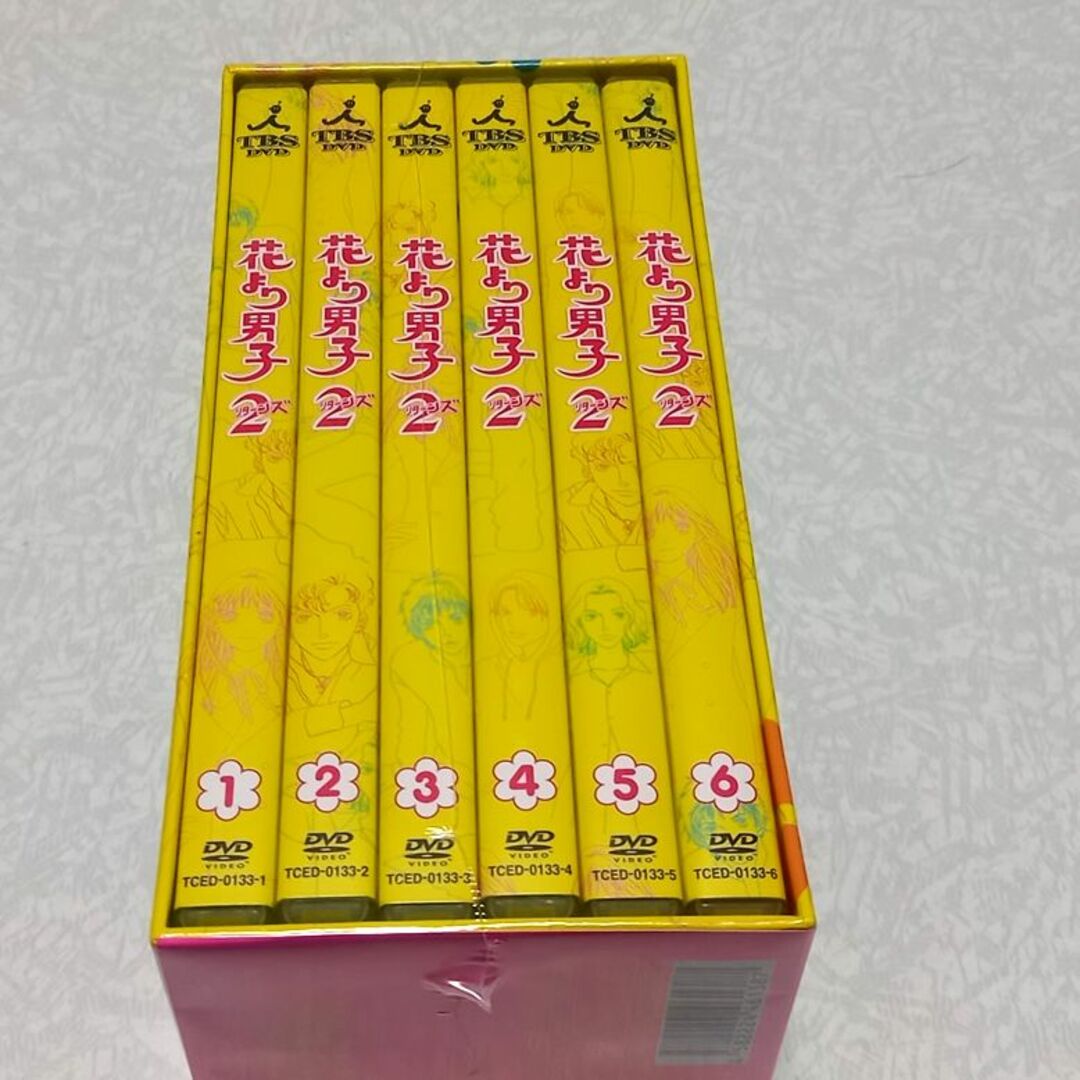 TBS
DVD
花より男子
2
リターンズ
1
DVD
VIDEO
TCED-0133-1
TBS
DVD
花より男子
2
リターンズ
2
DVD
VIDEO
TCED-0133-2
TBS
DVD
花より男子
2
リターンズ
3
DVD
VIDEO
TCED-0133-3
TBS
DVD
花より男子
2
リターンズ
4
DVD
VIDEO
TCED-0133-4
TBS
DVD
花より男子
2
リターンズ
5
DVD
VIDEO
TCED-0133-5
TBS
DVD
花より男子
2
リターンズ
6
DVD
VIDEO
TCED-0133-6